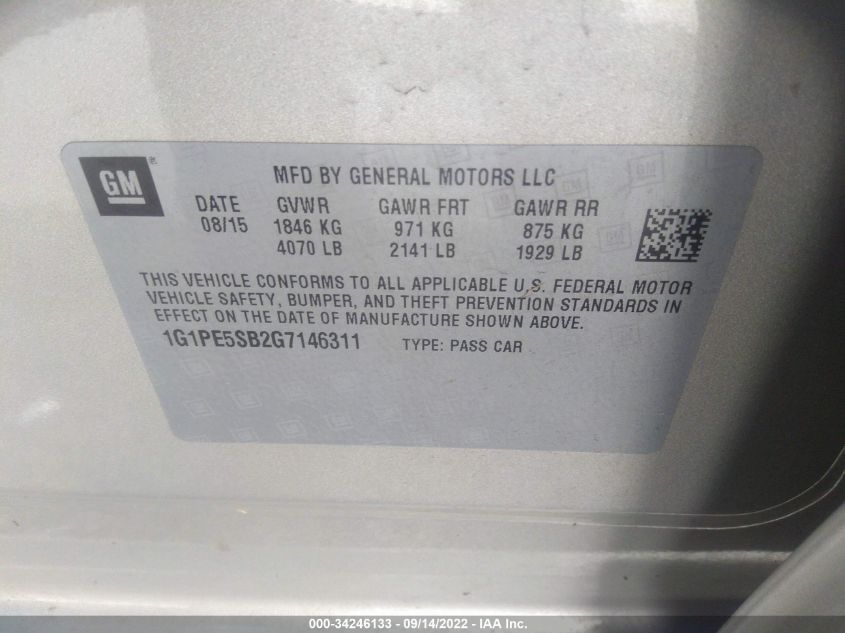 GM ®
MFD BY GENERAL MOTORS LLC
DATE GVWR GAWR FRT GAWR RR
08/15 1846 KG 971 KG 875 KG
4070 LB 2141 LB 1929 LB
THIS VEHICLE CONFORMS TO ALL APPLICABLE U.S. FEDERAL MOTOR
VEHICLE SAFETY, BUMPER, AND THEFT PREVENTION STANDARDS IN
EFFECT ON THE DATE OF MANUFACTURE SHOWN ABOVE.
1G1PE5SB2G7146311 TYPE: PASS CAR
000-34246133 - 09/14/2022 - IAA Inc.